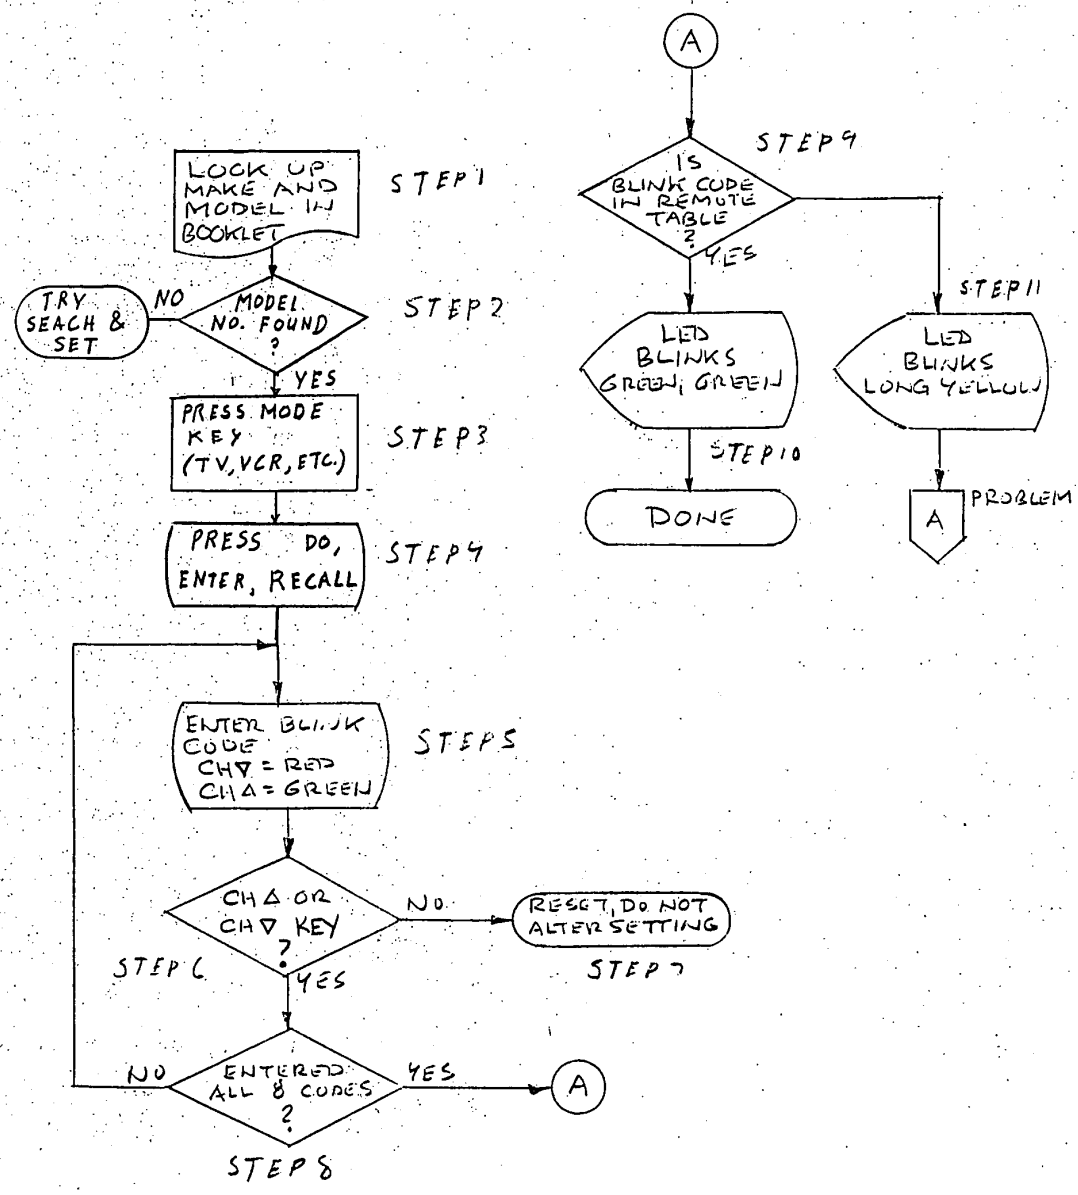 LOOK UP
MAKE AND
MODEL IN
BOOKLET
STEP 1
MODEL
NO. FOUND
?
STEP 2
NO
TRY
SEACH &
SET
YES
PRESS MODE
KEY
(TV, VCR, ETC.)
STEP 3
PRESS DO,
ENTER, RECALL
STEP 4
ENTER BLINK
CODE
CH▽ = RED
CH△ = GREEN
STEP 5
CH △ OR
CH ▽ KEY
?
STEP 6
NO
RESET, DO NOT
ALTER SETTING
STEP 7
YES
ENTERED
ALL 8 CODES
?
NO
YES
A
STEP 8
A
STEP 9
IS
BLINK CODE
IN REMOTE
TABLE
?
YES
LED
BLINKS
GREEN, GREEN
STEP 10
DONE
STEP 11
LED
BLINKS
LONG YELLOW
A
PROBLEM